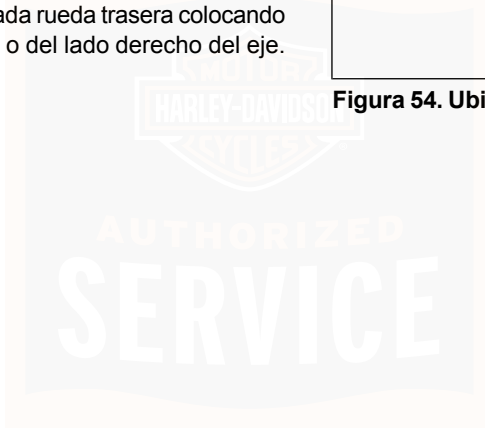 ada rueda trasera colocando
o del lado derecho del eje.
Figura 54. Ubi
MOTOR
HARLEY-DAVIDSON
CYCLES
AUTHORIZED
SERVICE